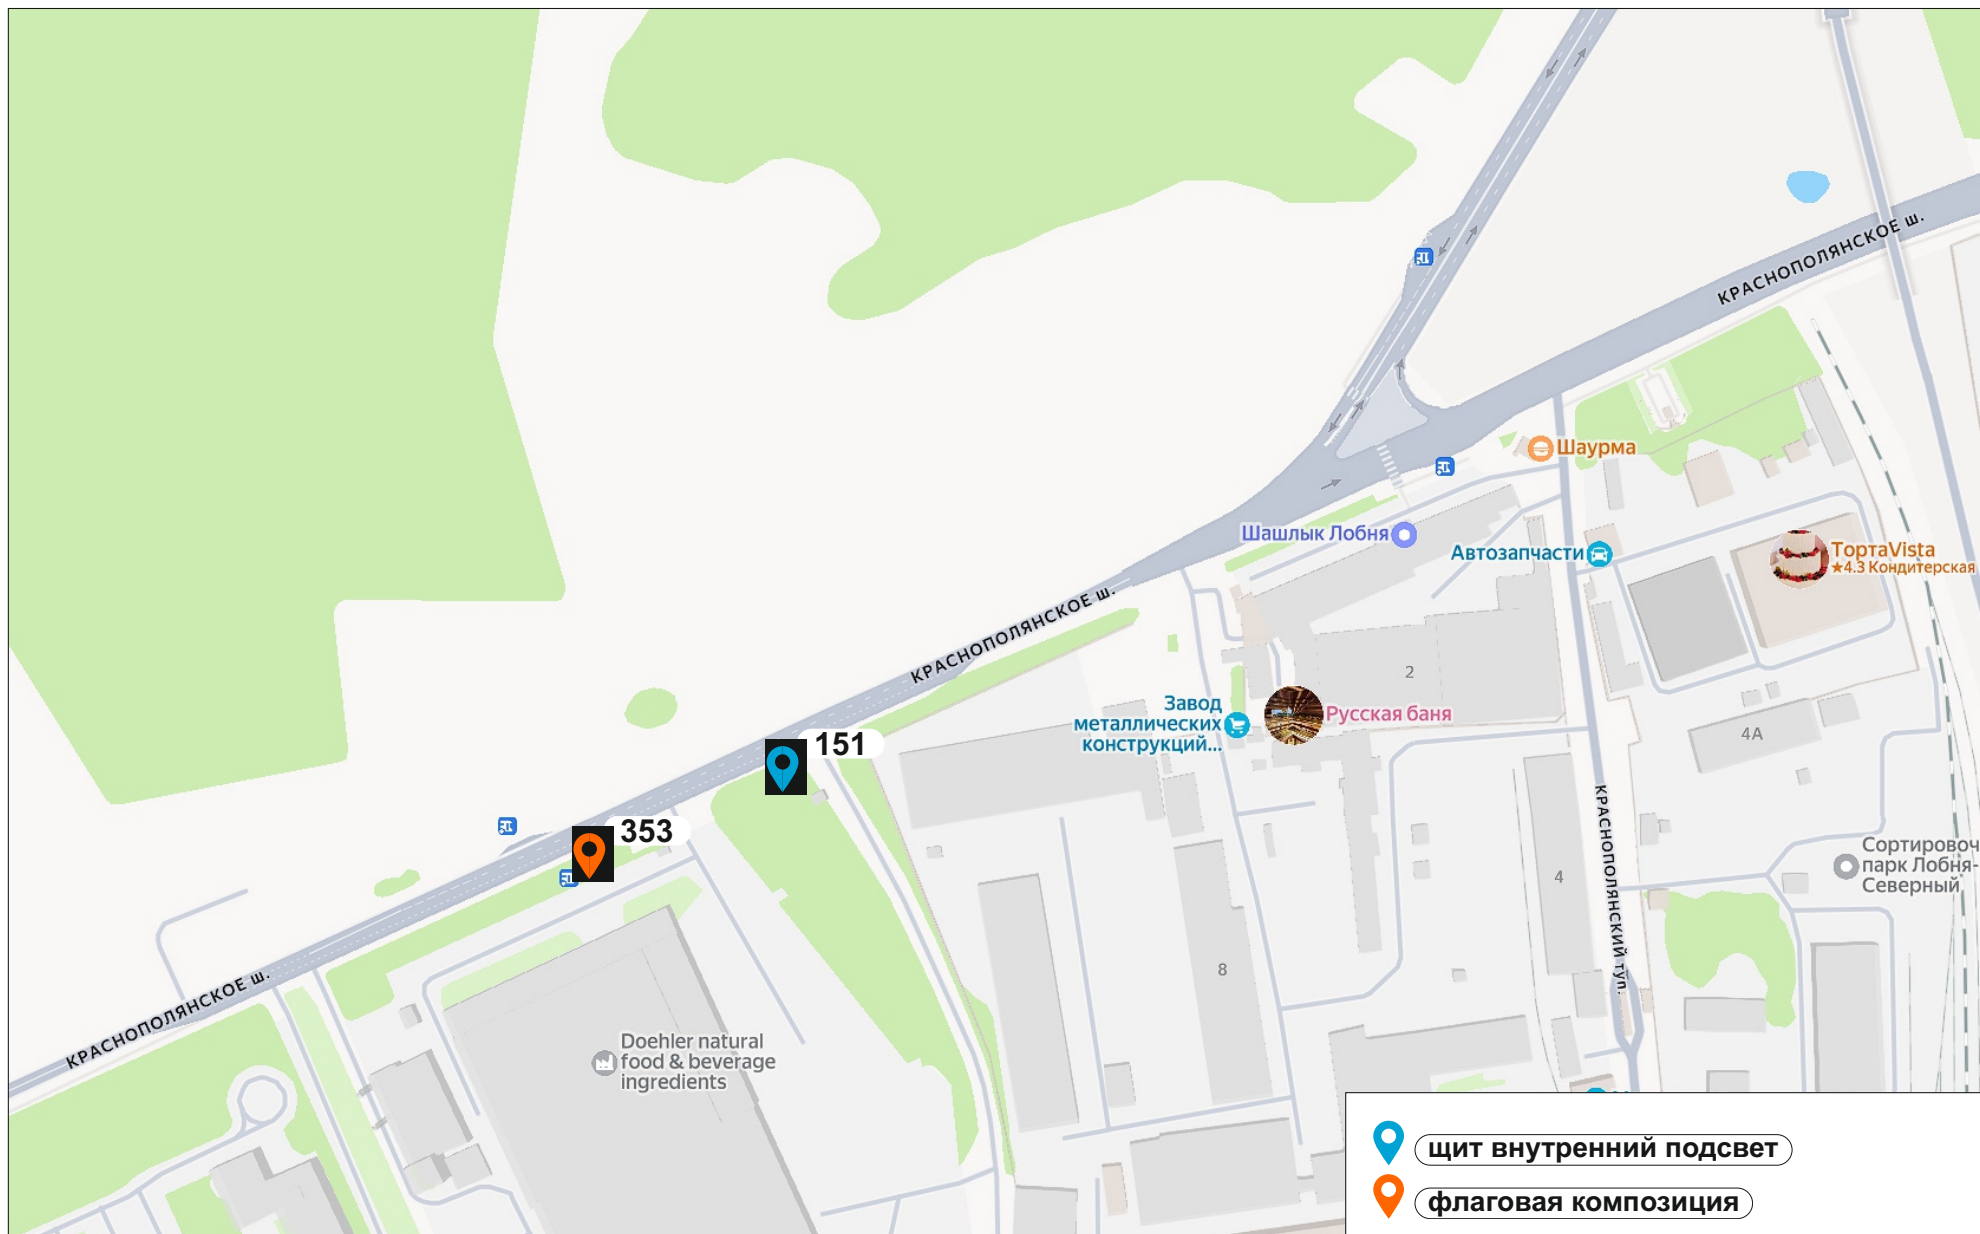 КРАСНОПОЛЯНСКОЕ ш.
Шаурма
Шашлык Лобня
Автозапчасти
ТортаVista
★4.3 Кондитерская
КРАСНОПОЛЯНСКОЕ ш.
2
Завод
металлических
конструкций...
Русская баня
4А
151
353
КРАСНОПОЛЯНСКИЙ туп.
Сортировоч
парк Лобня-
Северный
4
8
КРАСНОПОЛЯНСКОЕ ш.
Doehler natural
food & beverage
ingredients
щит внутренний подсвет
флаговая композиция